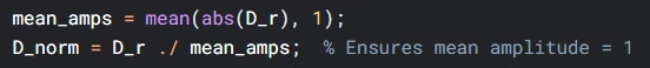 mean_amps = mean(abs(D_r), 1);
D_norm = D_r ./ mean_amps;  % Ensures mean amplitude = 1